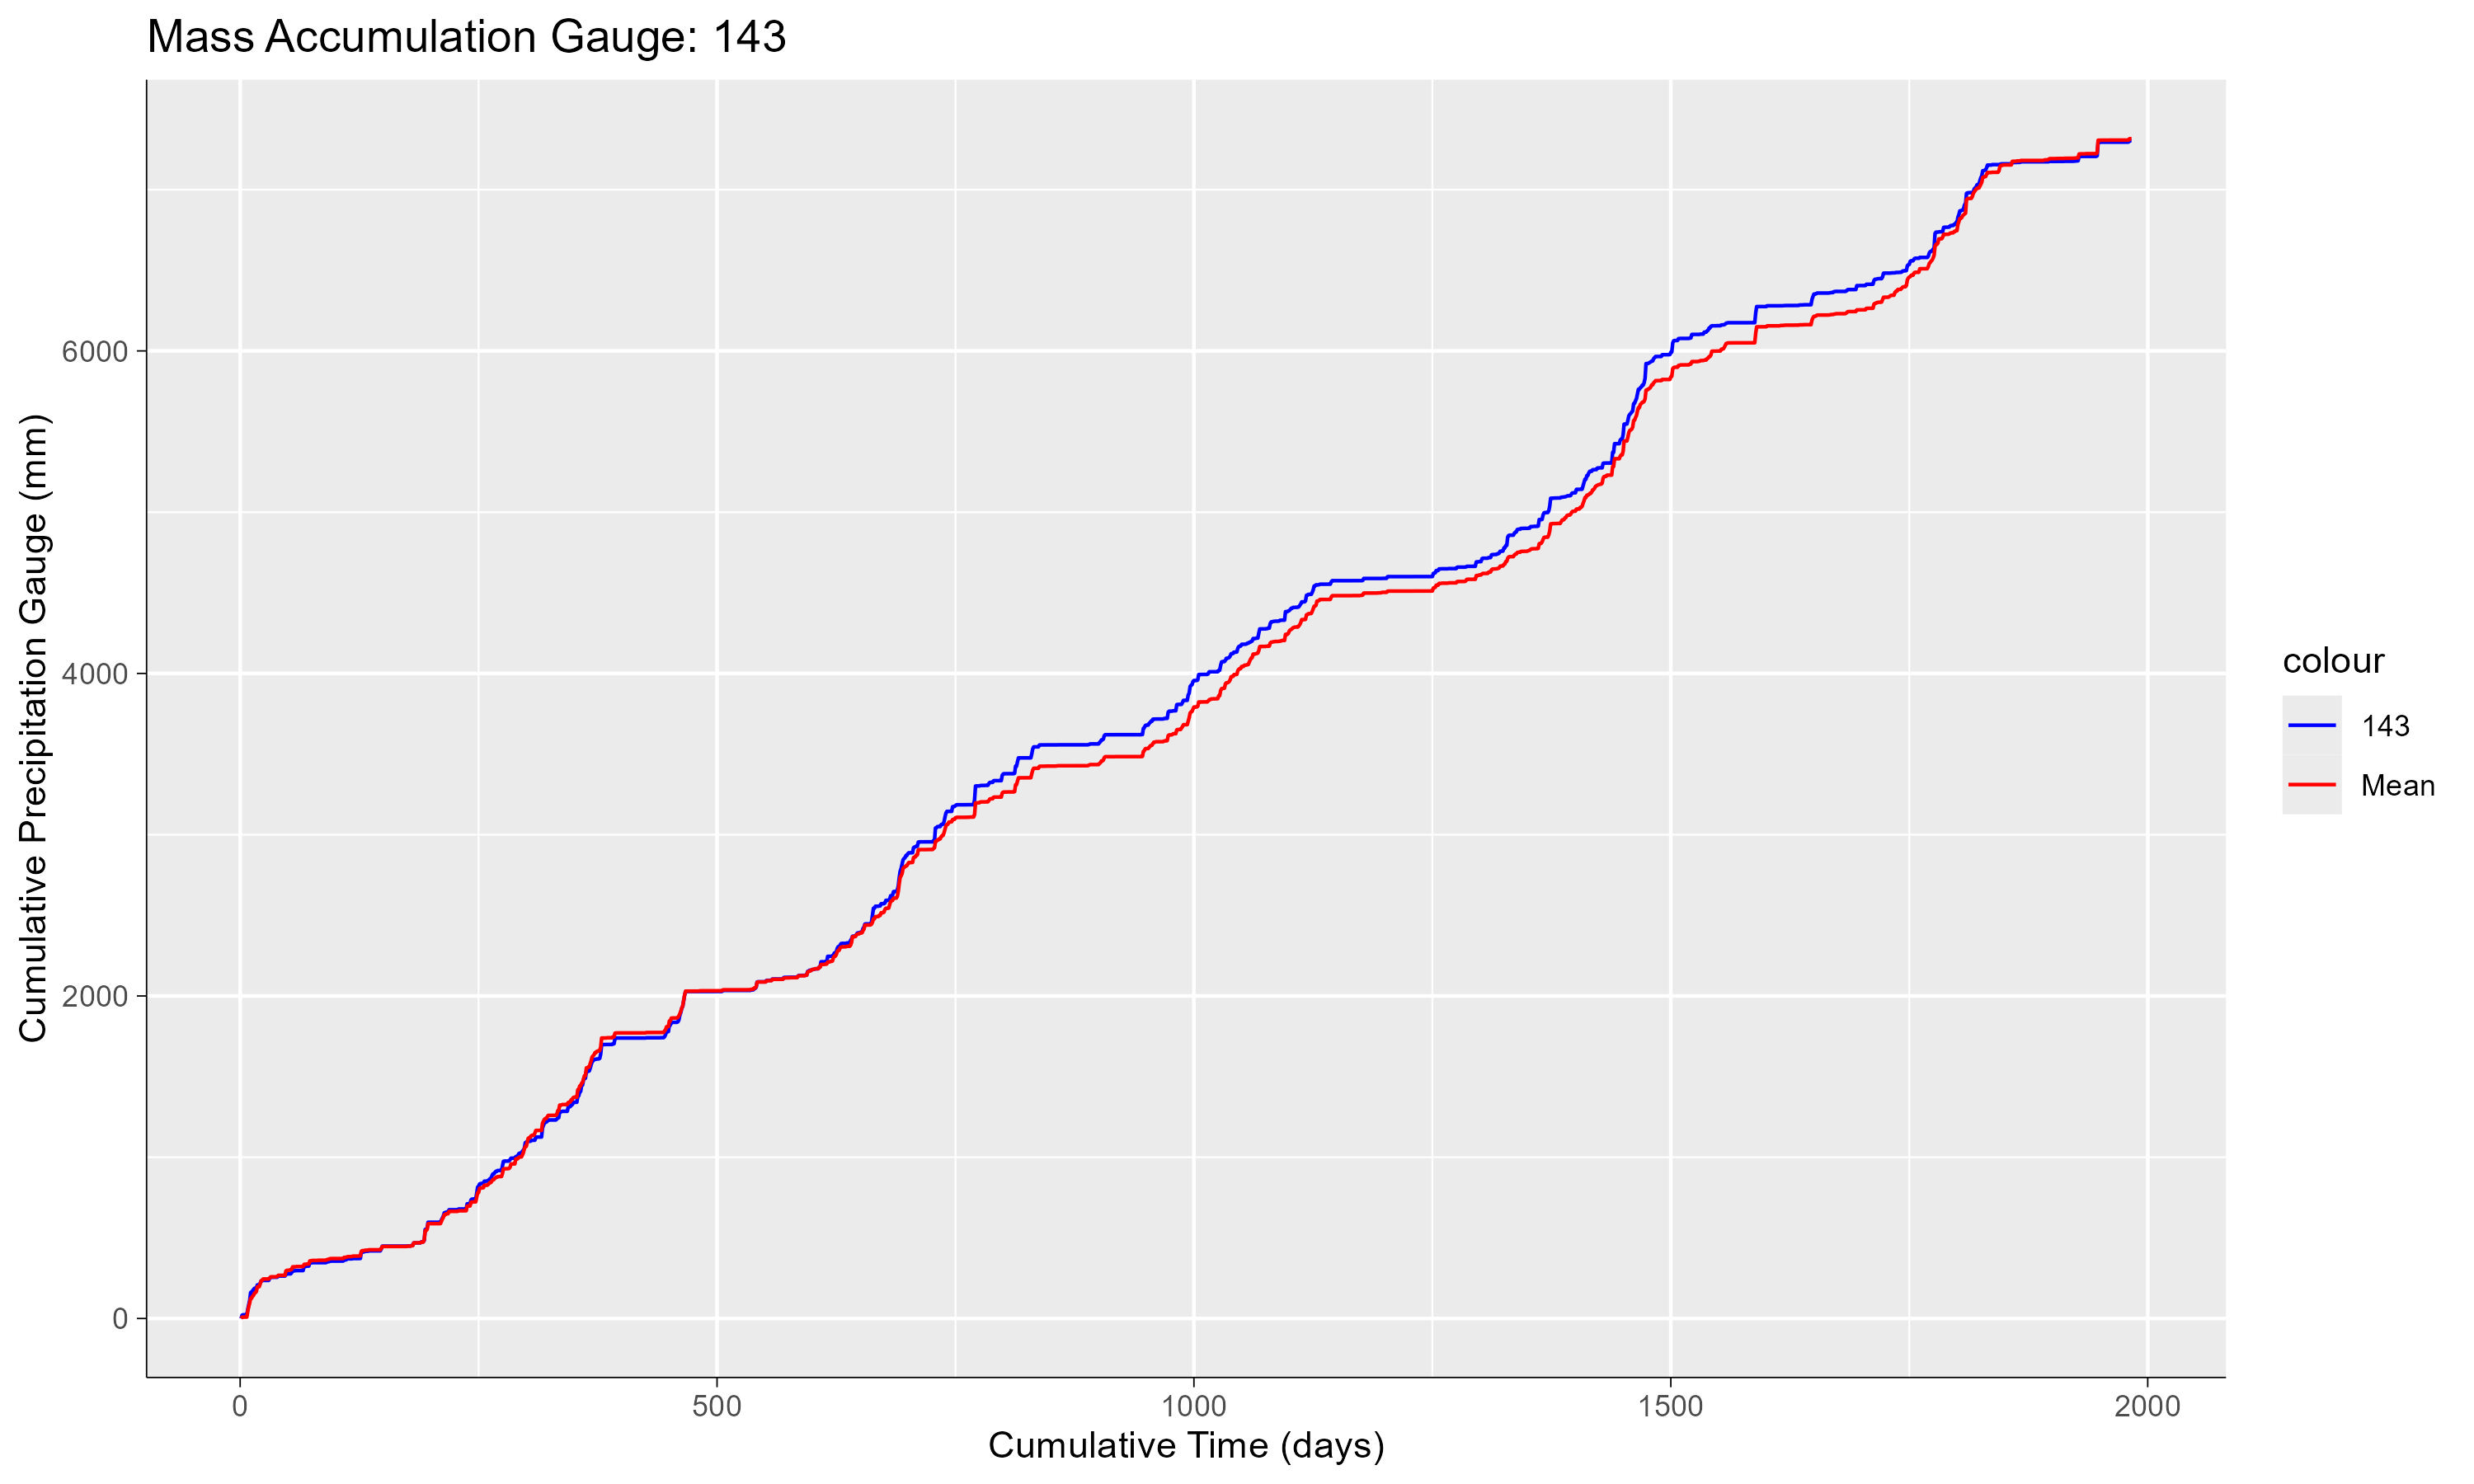 Mass Accumulation Gauge: 143
Cumulative Precipitation Gauge (mm)
6000
4000
2000
0
0 500 1000 1500 2000
Cumulative Time (days)
colour
143
Mean